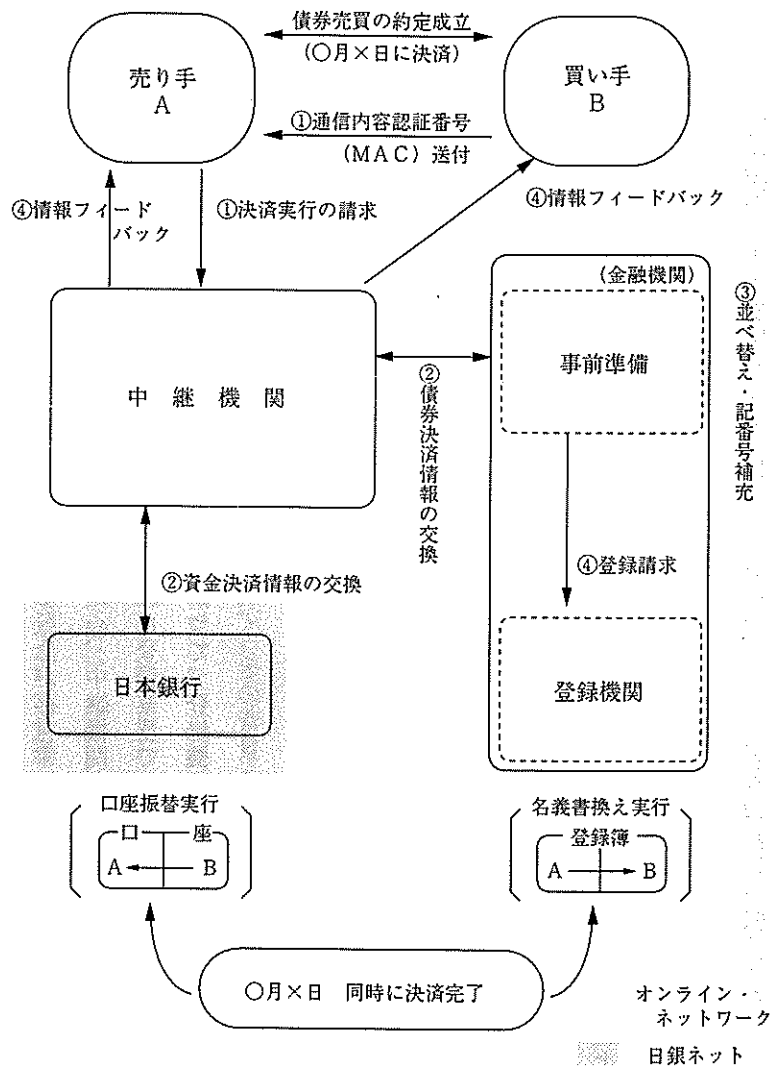 債券売買の約定成立
(〇月×日に決済)
売り手
A
買い手
B
①通信内容認証番号
(MAC)送付
④情報フィード
バック
①決済実行の請求
④情報フィードバック
(金融機関)
事前準備
③並べ替え・記番号補充
中継機関
②債券決済情報の交換
④登録請求
②資金決済情報の交換
日本銀行
登録機関
口座振替実行
口座
A
B
名義書換え実行
登録簿
A
B
〇月×日 同時に決済完了
オンライン・
ネットワーク
日銀ネット